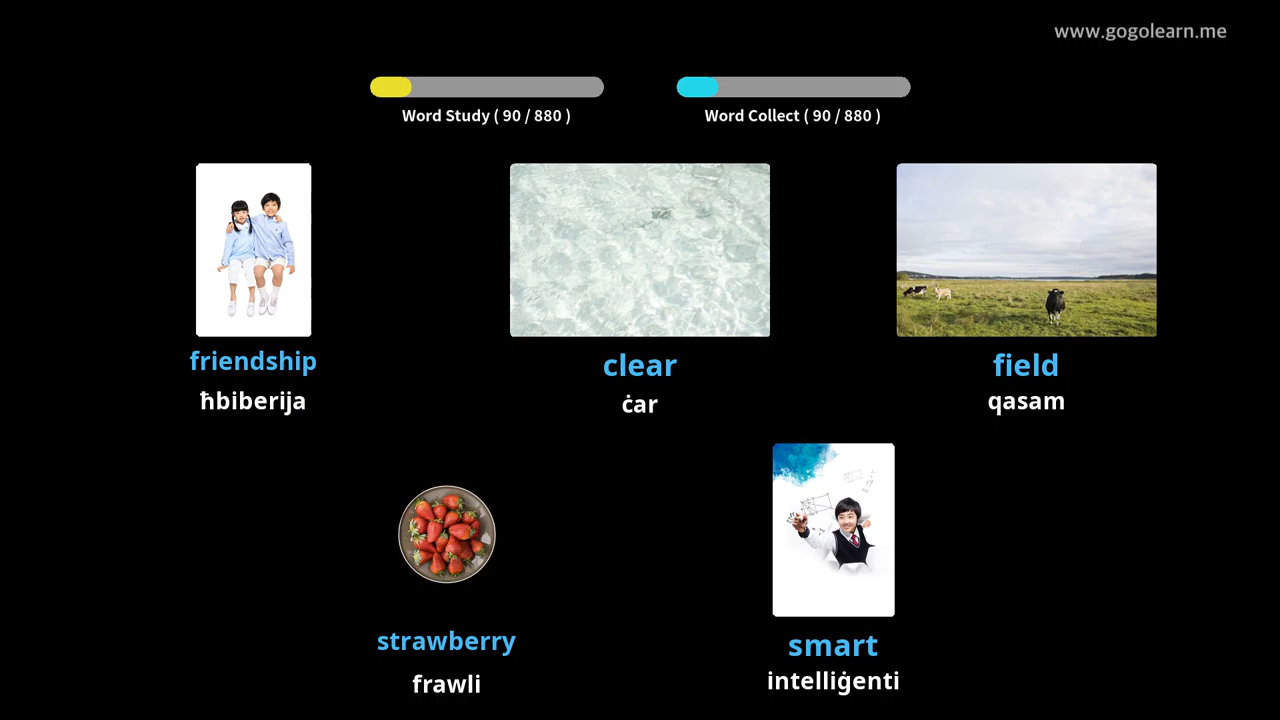 www.gogolearn.me
Word Study ( 90 / 880 )
Word Collect ( 90 / 880 )
friendship
ħbiberija
clear
ċar
field
qasam
strawberry
frawli
smart
intelliġenti